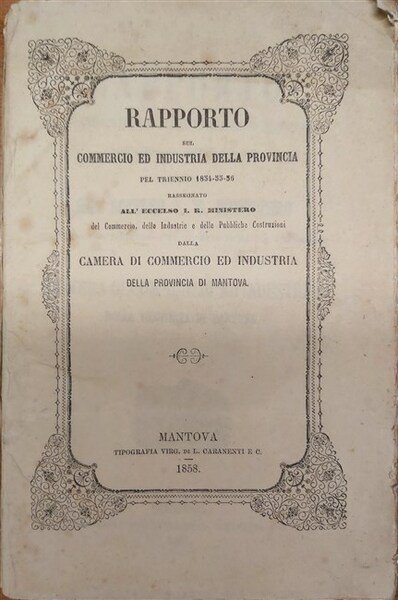 RAPPORTO
SUL
COMMERCIO ED INDUSTRIA DELLA PROVINCIA
PEL TRIENNIO 1854-55-56
RASSEGNATO
ALL' ECCELSO I. R. MINISTERO
del Commercio, delle Industrie e delle Pubbliche Costruzioni
DALLA
CAMERA DI COMMERCIO ED INDUSTRIA
DELLA PROVINCIA DI MANTOVA.
MANTOVA
TIPOGRAFIA VIRG. DI L. CARANENTI E C.
1858.